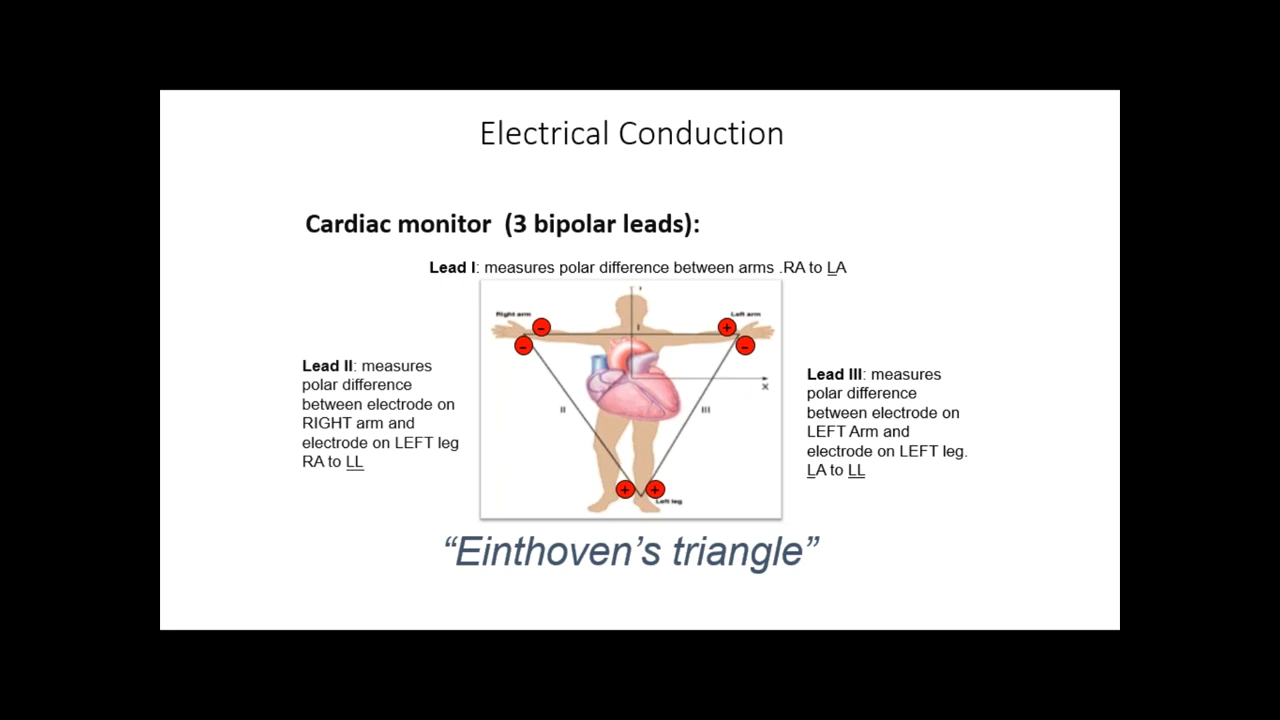 Electrical Conduction
Cardiac monitor (3 bipolar leads):
Lead I: measures polar difference between arms .RA to LA
Right arm
Left arm
I
X
II
III
Left leg
Lead II: measures
polar difference
between electrode on
RIGHT arm and
electrode on LEFT leg
RA to LL
Lead III: measures
polar difference
between electrode on
LEFT Arm and
electrode on LEFT leg.
LA to LL
“Einthoven’s triangle”